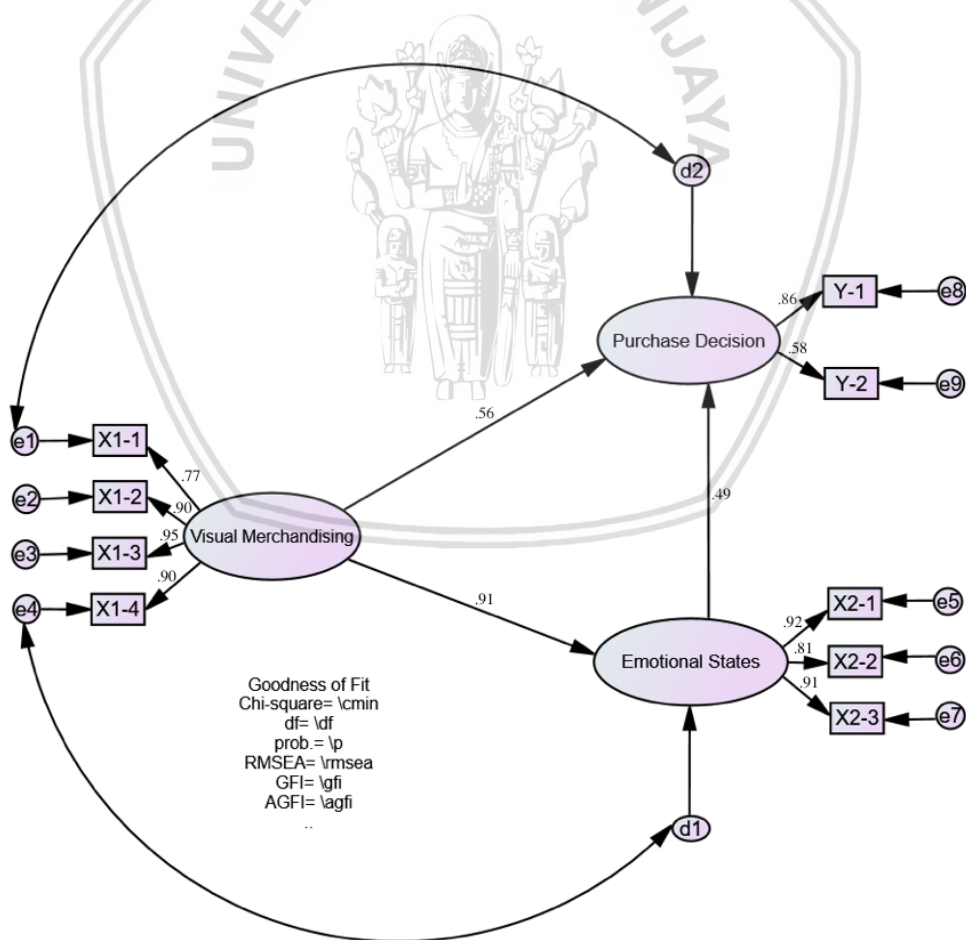 UNIVE
WIJAYA
d2
Y-1
e8
.86
Purchase Decision
.58
Y-2
e9
.56
e1
X1-1
.77
e2
X1-2
.90
Visual Merchandising
.49
e3
X1-3
.95
e4
X1-4
.90
.91
X2-1
e5
.92
Emotional States
.81
X2-2
e6
.91
X2-3
e7
Goodness of Fit
Chi-square= \cmin
df= \df
prob.= \p
RMSEA= \rmsea
GFI= \gfi
AGFI= \agfi
..
d1